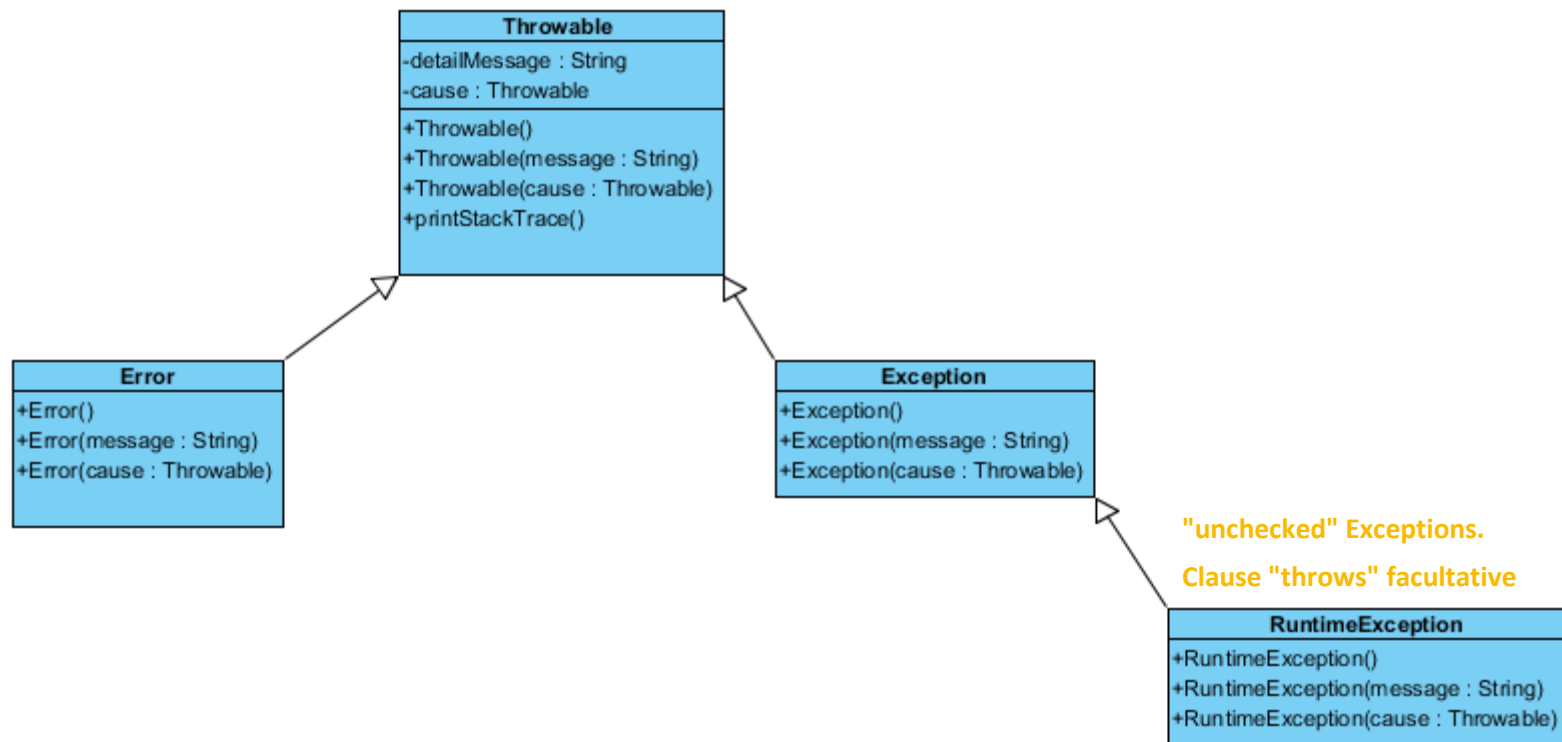 Throwable
-detailMessage : String
-cause : Throwable
+Throwable()
+Throwable(message : String)
+Throwable(cause : Throwable)
+printStackTrace()
Error
+Error()
+Error(message : String)
+Error(cause : Throwable)
Exception
+Exception()
+Exception(message : String)
+Exception(cause : Throwable)
"unchecked" Exceptions.
Clause "throws" facultative
RuntimeException
+RuntimeException()
+RuntimeException(message : String)
+RuntimeException(cause : Throwable)